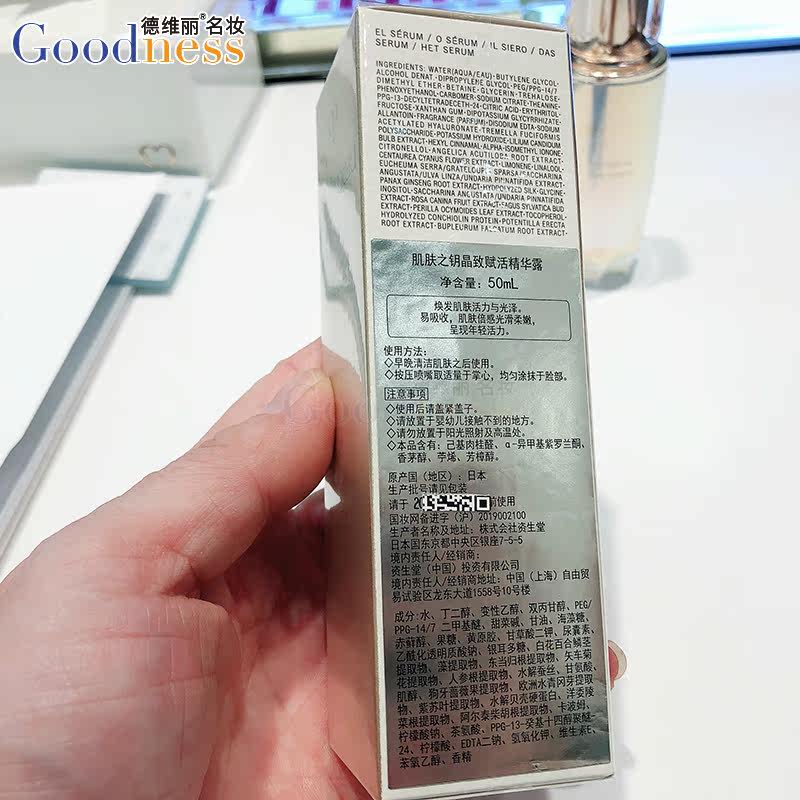 德维丽®名妆
Goodness
EL SÉRUM / O SÉRUM / IL SIERO / DAS
SERUM / HET SERUM
INGREDIENTS: WATER(AQUA/EAU)·BUTYLENE GLYCOL·
ALCOHOL DENAT.·DIPROPYLENE GLYCOL·PEG/PPG-14/7
DIMETHYL ETHER·BETAINE·GLYCERIN·TREHALOSE·
PHENOXYETHANOL·CARBOMER·SODIUM CITRATE·THEANINE·
PPG-13-DECYLTETRADECETH-24·CITRIC ACID·ERYTHRITOL·
FRUCTOSE·XANTHAN GUM·DIPOTASSIUM GLYCYRRHIZATE·
ALLANTOIN·FRAGRANCE (PARFUM)·DISODIUM EDTA·SODIUM
ACETYLATED HYALURONATE·TREMELLA FUCIFORMIS
POLYSACCHARIDE·POTASSIUM HYDROXIDE·LILIUM CANDIDUM
BULB EXTRACT·HEXYL CINNAMAL·ALPHA-ISOMETHYL IONONE·
CITRONELLOL·ANGELICA ACUTILOBA ROOT EXTRACT·
CENTAUREA CYANUS FLOWER EXTRACT·LIMONENE·LINALOOL·
EUCHEUMA SERRA/GRATELOUPIA SPARSA/SACCHARINA
ANGUSTATA/ULVA LINZA/UNDARIA PINNATIFIDA EXTRACT·
PANAX GINSENG ROOT EXTRACT·HYDROLYZED SILK·GLYCINE·
INOSITOL·SACCHARINA ANGUSTATA/UNDARIA PINNATIFIDA
EXTRACT·ROSA CANINA FRUIT EXTRACT·FAGUS SYLVATICA BUD
EXTRACT·PERILLA OCYMOIDES LEAF EXTRACT·TOCOPHEROL·
HYDROLYZED CONCHIOLIN PROTEIN·POTENTILLA ERECTA
ROOT EXTRACT·BUPLEURUM FALCATUM ROOT EXTRACT·
肌肤之钥晶致赋活精华露
净含量：50mL
焕发肌肤活力与光泽。
易吸收，肌肤倍感光滑柔嫩，
呈现年轻活力。
使用方法：
◇早晚清洁肌肤之后使用。
◇按压喷嘴取适量于掌心，均匀涂抹于脸部。
注意事项
◇使用后请盖紧盖子。
◇请放置于婴幼儿接触不到的地方。
◇请勿放置于阳光照射及高温处。
◇本品含有：己基肉桂醛、α-异甲基紫罗兰酮、
香茅醇、苧烯、芳樟醇。
原产国（地区）：日本
生产批号请见包装
请于 2 前使用
国妆网备进字（沪）2019002100
生产者名称及地址：株式会社资生堂
日本国东京都中央区银座7-5-5
境内责任人/经销商：
资生堂（中国）投资有限公司
境内责任人/经销商地址：中国（上海）自由贸
易试验区龙东大道1558号10号楼
成分：水、丁二醇、变性乙醇、双丙甘醇、PEG/
PPG-14/7 二甲基醚、甜菜碱、甘油、海藻糖、
赤藓醇、果糖、黄原胶、甘草酸二钾、尿囊素、
乙酰化透明质酸钠、银耳多糖、白花百合鳞茎
提取物、藻提取物、东当归根提取物、矢车菊
花提取物、人参根提取物、水解蚕丝、甘氨酸、
肌醇、狗牙蔷薇果提取物、欧洲水青冈芽提取
物、紫苏叶提取物、水解贝壳硬蛋白、洋委陵
菜根提取物、阿尔泰柴胡根提取物、卡波姆、
柠檬酸钠、茶氨酸、PPG-13-癸基十四醇聚醚-
24、柠檬酸、EDTA二钠、氢氧化钾、维生素E、
苯氧乙醇、香精